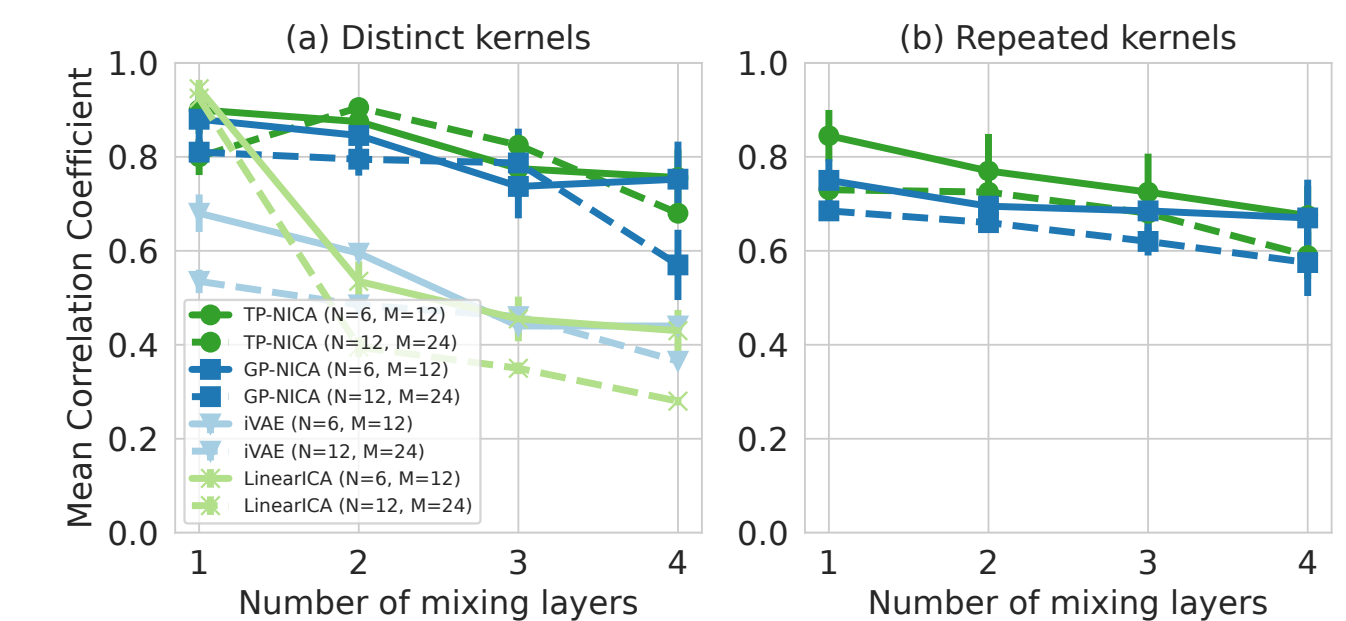 (a) Distinct kernels
Mean Correlation Coefficient
1.0
0.8
0.6
0.4
0.2
0.0
TP-NICA (N=6, M=12)
TP-NICA (N=12, M=24)
GP-NICA (N=6, M=12)
GP-NICA (N=12, M=24)
iVAE (N=6, M=12)
iVAE (N=12, M=24)
LinearICA (N=6, M=12)
LinearICA (N=12, M=24)
1 2 3 4
Number of mixing layers
(b) Repeated kernels
1.0
0.8
0.6
0.4
0.2
0.0
1 2 3 4
Number of mixing layers